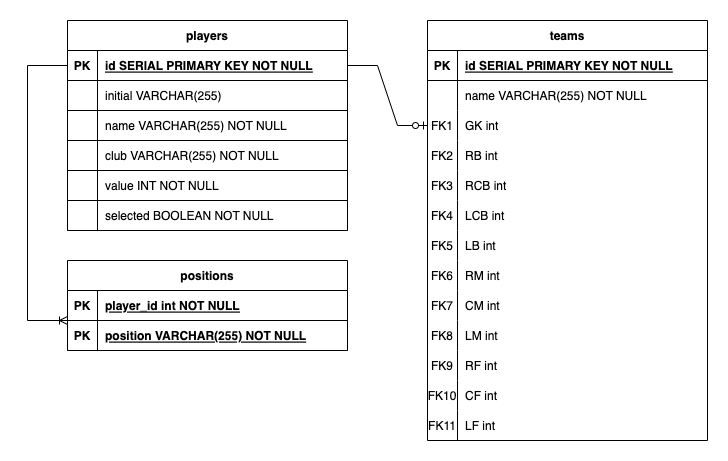 players
PK id SERIAL PRIMARY KEY NOT NULL
initial VARCHAR(255)
name VARCHAR(255) NOT NULL
club VARCHAR(255) NOT NULL
value INT NOT NULL
selected BOOLEAN NOT NULL
positions
PK player_id int NOT NULL
PK position VARCHAR(255) NOT NULL
teams
PK id SERIAL PRIMARY KEY NOT NULL
name VARCHAR(255) NOT NULL
FK1 GK int
FK2 RB int
FK3 RCB int
FK4 LCB int
FK5 LB int
FK6 RM int
FK7 CM int
FK8 LM int
FK9 RF int
FK10 CF int
FK11 LF int